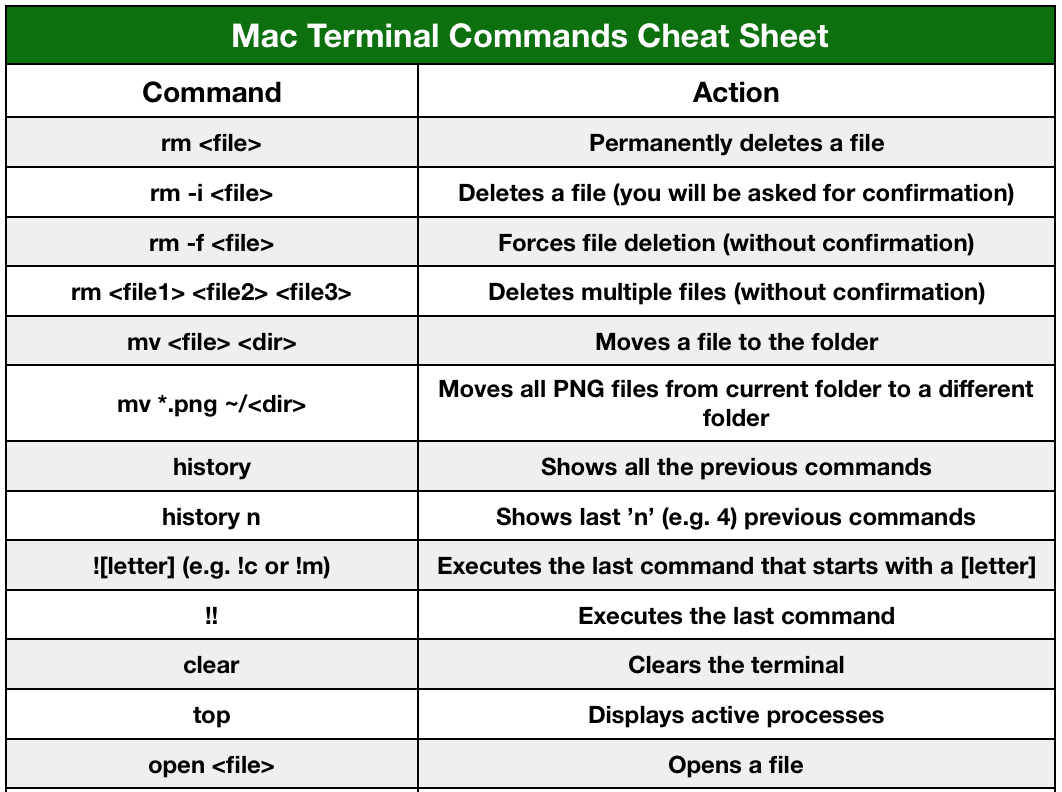 Mac Terminal Commands Cheat Sheet
Command Action
rm <file> Permanently deletes a file
rm -i <file> Deletes a file (you will be asked for confirmation)
rm -f <file> Forces file deletion (without confirmation)
rm <file1> <file2> <file3> Deletes multiple files (without confirmation)
mv <file> <dir> Moves a file to the folder
mv *.png ~/<dir> Moves all PNG files from current folder to a different
folder
history Shows all the previous commands
history n Shows last ’n’ (e.g. 4) previous commands
![letter] (e.g. !c or !m) Executes the last command that starts with a [letter]
!! Executes the last command
clear Clears the terminal
top Displays active processes
open <file> Opens a file